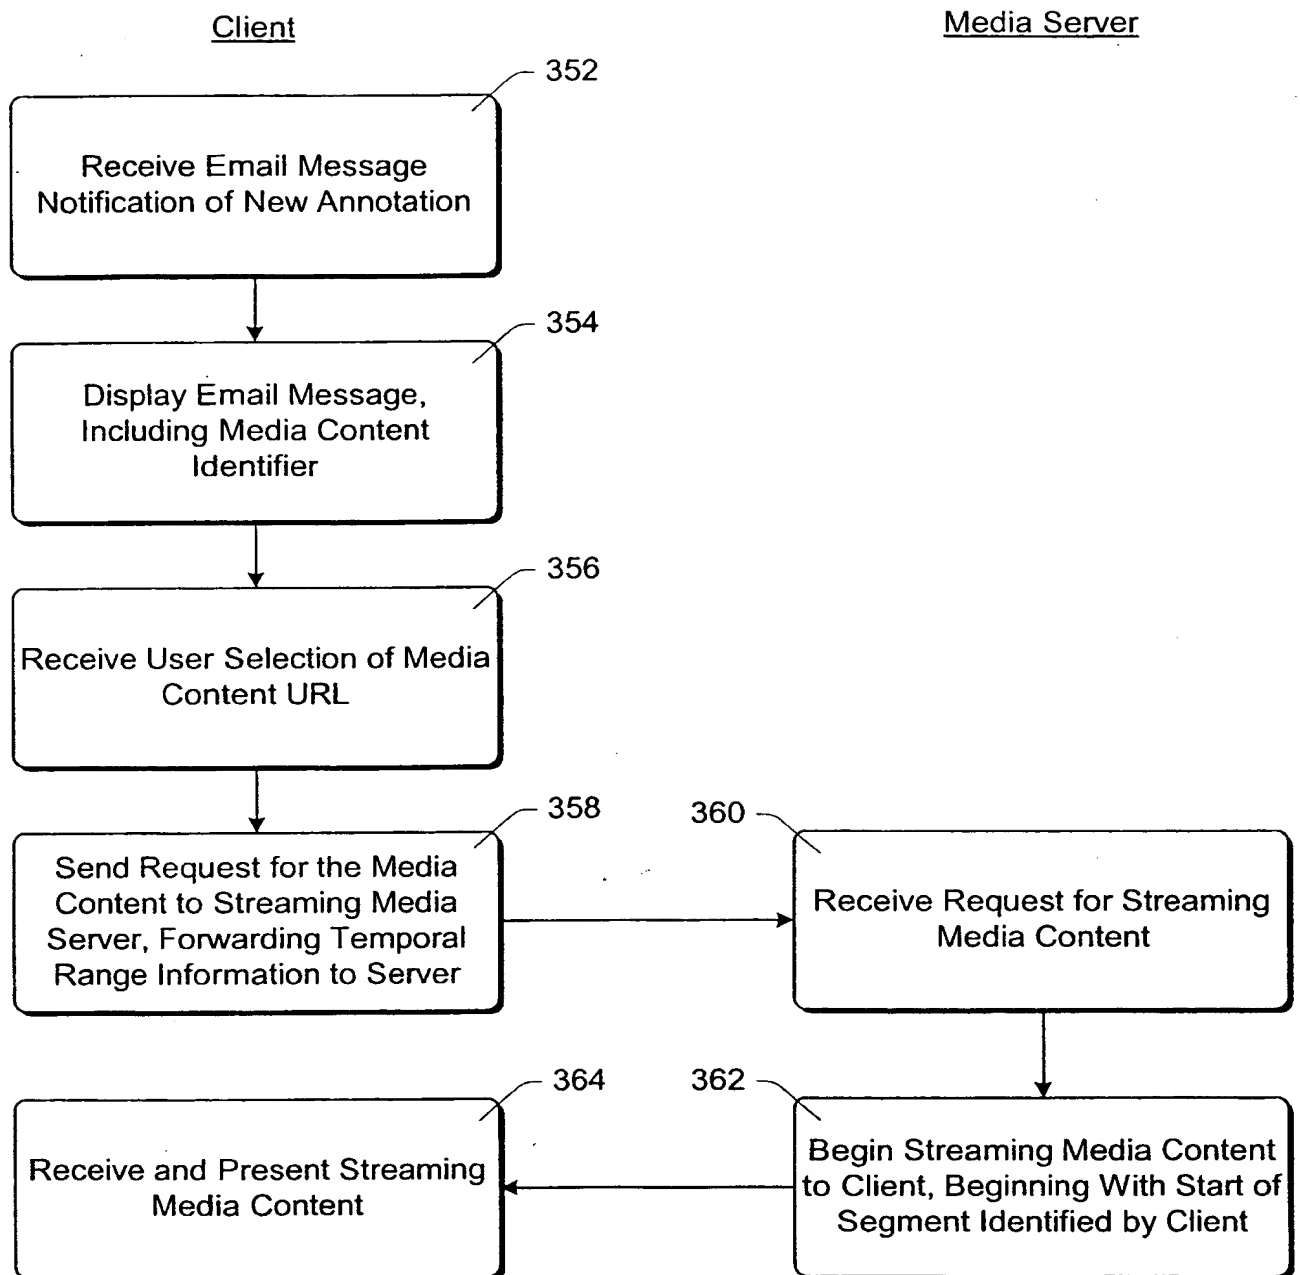 Client
Media Server
352
Receive Email Message
Notification of New Annotation
354
Display Email Message,
Including Media Content
Identifier
356
Receive User Selection of Media
Content URL
358
Send Request for the Media
Content to Streaming Media
Server, Forwarding Temporal
Range Information to Server
360
Receive Request for Streaming
Media Content
364
Receive and Present Streaming
Media Content
362
Begin Streaming Media Content
to Client, Beginning With Start of
Segment Identified by Client